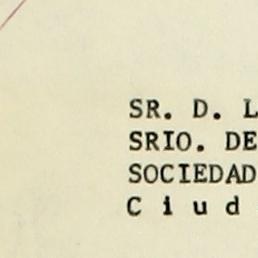 SR. D. L
SRIO. DE
SOCIEDAD
C i u d